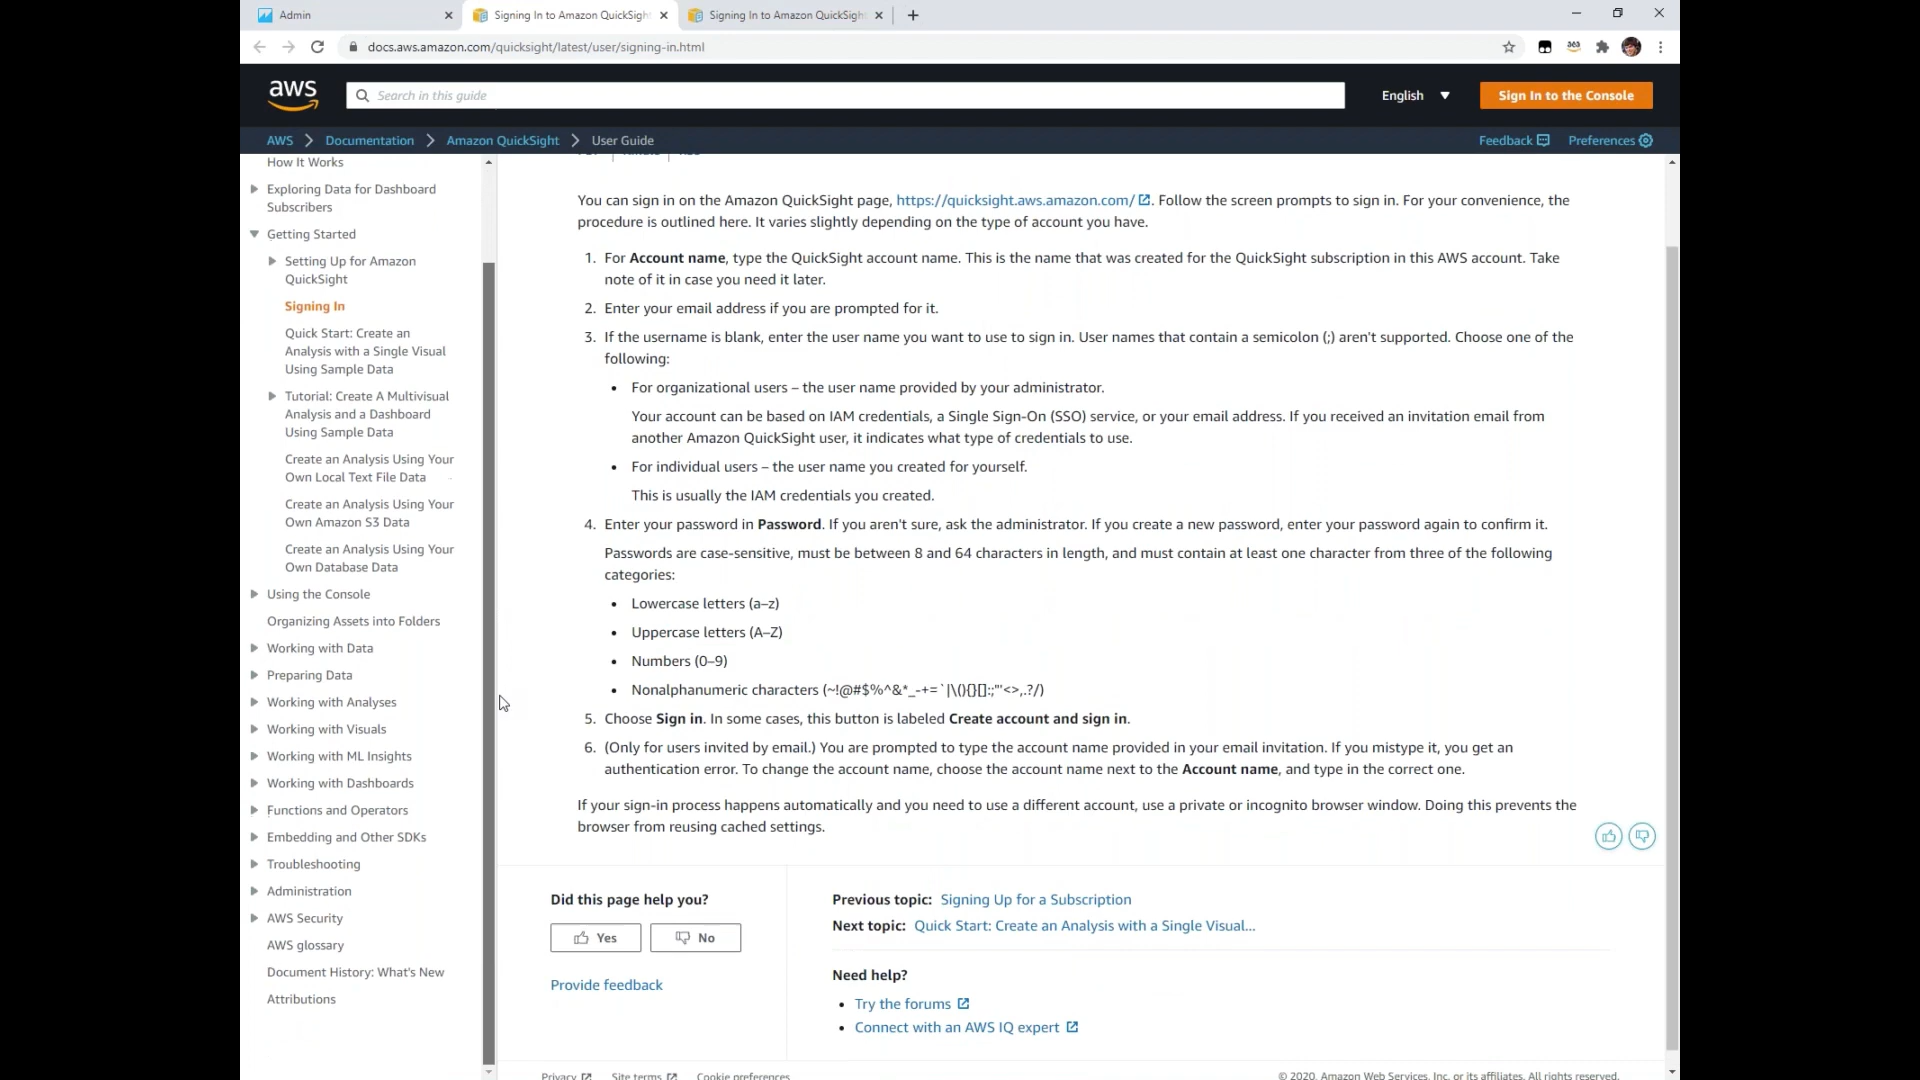 Admin
Signing In to Amazon QuickSight
Signing In to Amazon QuickSight
docs.aws.amazon.com/quicksight/latest/user/signing-in.html
aws
Search in this guide
English
Sign In to the Console
AWS
Documentation
Amazon QuickSight
User Guide
Feedback
Preferences
How It Works
Exploring Data for Dashboard
Subscribers
Getting Started
Setting Up for Amazon
QuickSight
Signing In
Quick Start: Create an
Analysis with a Single Visual
Using Sample Data
Tutorial: Create A Multivisual
Analysis and a Dashboard
Using Sample Data
Create an Analysis Using Your
Own Local Text File Data
Create an Analysis Using Your
Own Amazon S3 Data
Create an Analysis Using Your
Own Database Data
Using the Console
Organizing Assets into Folders
Working with Data
Preparing Data
Working with Analyses
Working with Visuals
Working with ML Insights
Working with Dashboards
Functions and Operators
Embedding and Other SDKs
Troubleshooting
Administration
AWS Security
AWS glossary
Document History: What's New
Attributions
You can sign in on the Amazon QuickSight page, https://quicksight.aws.amazon.com/ . Follow the screen prompts to sign in. For your convenience, the
procedure is outlined here. It varies slightly depending on the type of account you have.
1. For Account name, type the QuickSight account name. This is the name that was created for the QuickSight subscription in this AWS account. Take
note of it in case you need it later.
2. Enter your email address if you are prompted for it.
3. If the username is blank, enter the user name you want to use to sign in. User names that contain a semicolon (;) aren't supported. Choose one of the
following:
• For organizational users – the user name provided by your administrator.
Your account can be based on IAM credentials, a Single Sign-On (SSO) service, or your email address. If you received an invitation email from
another Amazon QuickSight user, it indicates what type of credentials to use.
• For individual users – the user name you created for yourself.
This is usually the IAM credentials you created.
4. Enter your password in Password. If you aren't sure, ask the administrator. If you create a new password, enter your password again to confirm it.
Passwords are case-sensitive, must be between 8 and 64 characters in length, and must contain at least one character from three of the following
categories:
• Lowercase letters (a–z)
• Uppercase letters (A–Z)
• Numbers (0–9)
• Nonalphanumeric characters (~!@#$%^&*_-+=`|\(){}[]:;"'<>,.?/)
5. Choose Sign in. In some cases, this button is labeled Create account and sign in.
6. (Only for users invited by email.) You are prompted to type the account name provided in your email invitation. If you mistype it, you get an
authentication error. To change the account name, choose the account name next to the Account name, and type in the correct one.
If your sign-in process happens automatically and you need to use a different account, use a private or incognito browser window. Doing this prevents the
browser from reusing cached settings.
Did this page help you?
Yes
No
Provide feedback
Previous topic: Signing Up for a Subscription
Next topic: Quick Start: Create an Analysis with a Single Visual...
Need help?
• Try the forums
• Connect with an AWS IQ expert
Privacy
Site terms
Cookie preferences
© 2020, Amazon Web Services, Inc. or its affiliates. All rights reserved.